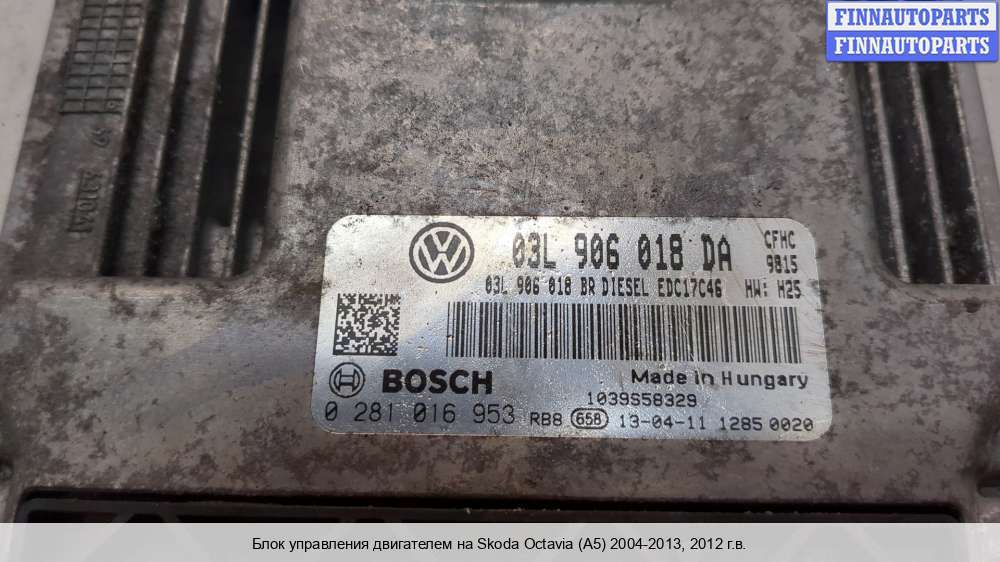 FINNAUTOPARTS
FINNAUTOPARTS
03L 906 018 DA CFHC
9815
03L 906 018 BR DIESEL EDC17C46 HW: H25
BOSCH Made in Hungary
1039S58329
0 281 016 953 RB8 658 13-04-11 1285 0020
Блок управления двигателем на Skoda Octavia (A5) 2004-2013, 2012 г.в.